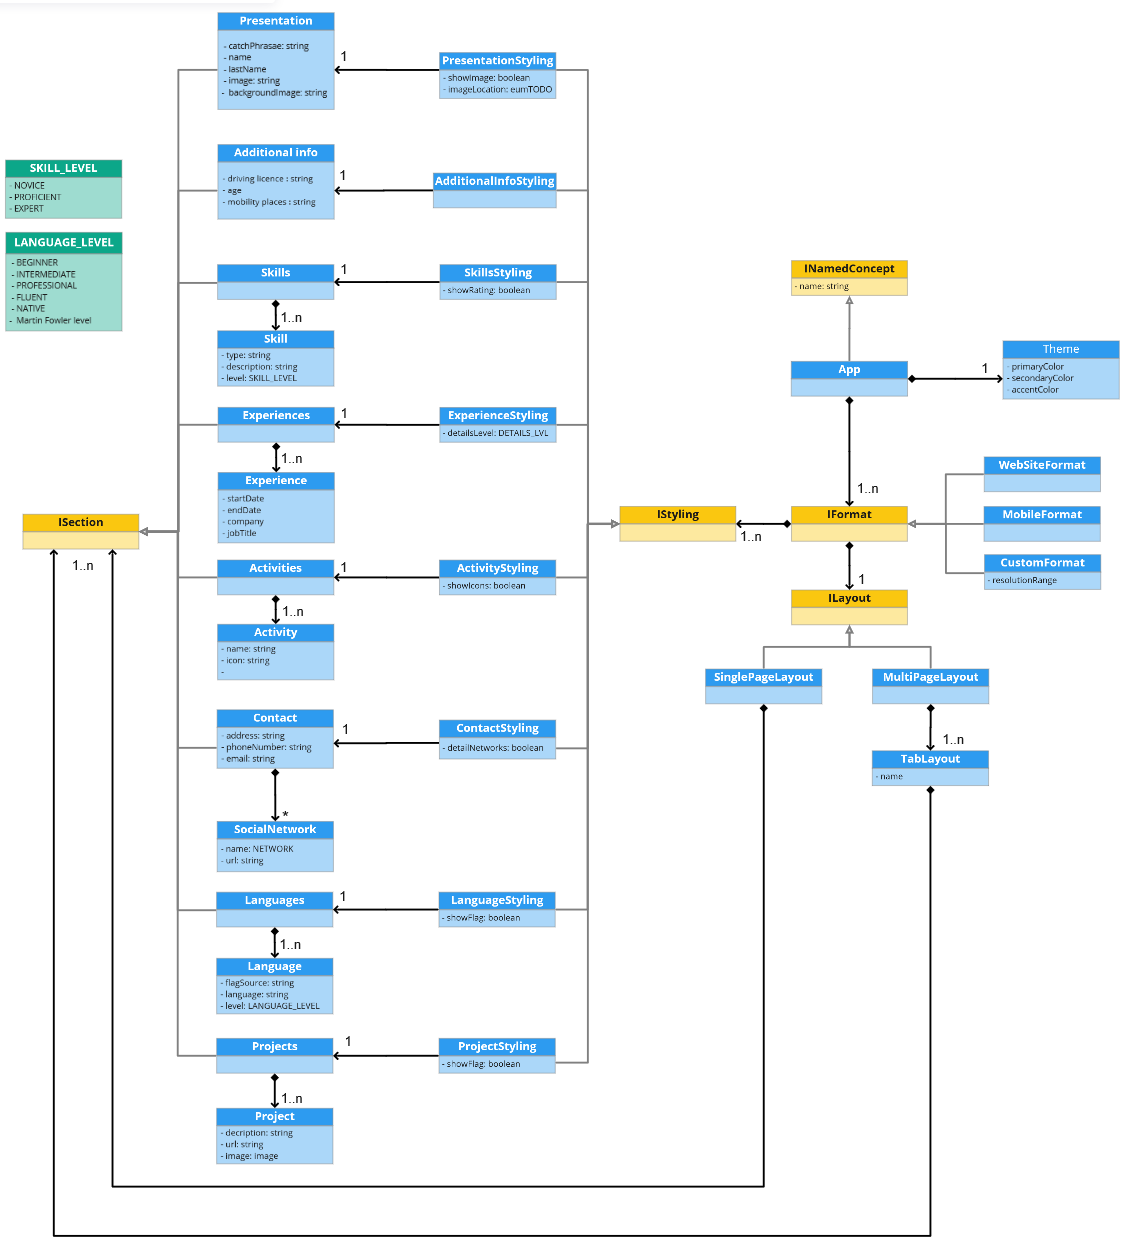 Presentation
- catchPhrasae: string
- name
- lastName
- image: string
- backgroundImage: string
1
PresentationStyling
- showImage: boolean
- imageLocation: eumTODO
SKILL_LEVEL
- NOVICE
- PROFICIENT
- EXPERT
LANGUAGE_LEVEL
- BEGINNER
- INTERMEDIATE
- PROFESSIONAL
- FLUENT
- NATIVE
- Martin Fowler level
Additional info
- driving licence : string
- age
- mobility places : string
1
AdditionalInfoStyling
Skills
1
SkillsStyling
- showRating: boolean
1..n
Skill
- type: string
- description: string
- level: SKILL_LEVEL
Experiences
1
ExperienceStyling
- detailsLevel: DETAILS_LVL
1..n
Experience
- startDate
- endDate
- company
- jobTitle
ISection
1..n
Activities
1
ActivityStyling
- showIcons: boolean
1..n
Activity
- name: string
- icon: string
-
Contact
- address: string
- phoneNumber: string
- email: string
1
ContactStyling
- detailNetworks: boolean
*
SocialNetwork
- name: NETWORK
- url: string
Languages
1
LanguageStyling
- showFlag: boolean
1..n
Language
- flagSource: string
- language: string
- level: LANGUAGE_LEVEL
Projects
1
ProjectStyling
- showFlag: boolean
1..n
Project
- decription: string
- url: string
- image: image
INamedConcept
- name: string
App
1
Theme
- primaryColor
- secondaryColor
- accentColor
1..n
IStyling
1..n
IFormat
WebSiteFormat
MobileFormat
CustomFormat
- resolutionRange
1
ILayout
SinglePageLayout
MultiPageLayout
1..n
TabLayout
- name